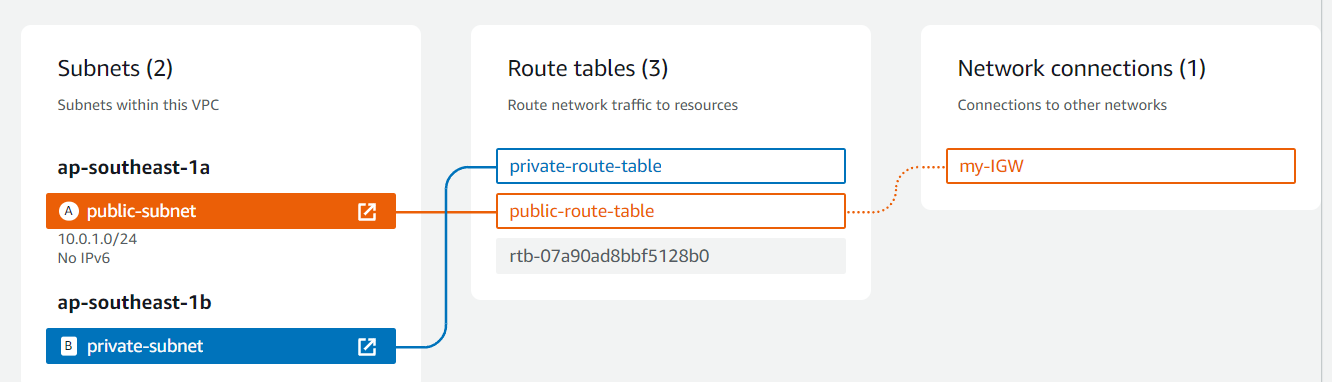 Subnets (2)
Subnets within this VPC
ap-southeast-1a
A public-subnet
10.0.1.0/24
No IPv6
ap-southeast-1b
B private-subnet
Route tables (3)
Route network traffic to resources
private-route-table
public-route-table
rtb-07a90ad8bbf5128b0
Network connections (1)
Connections to other networks
my-IGW